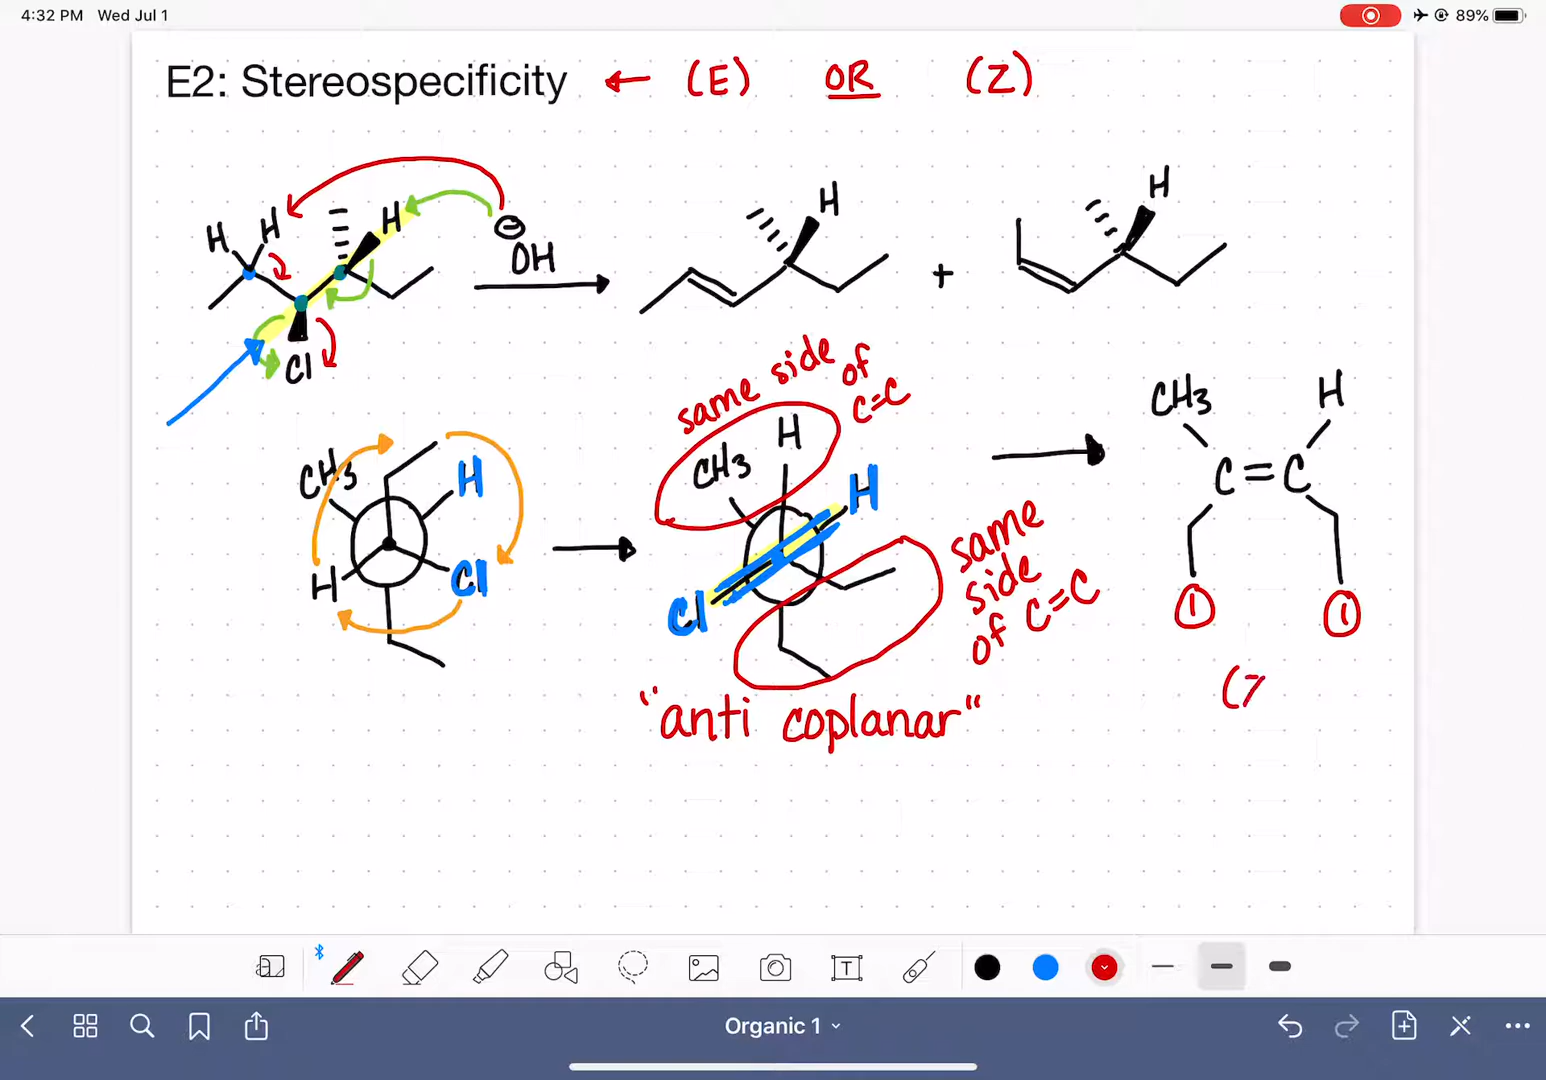 4:32 PM Wed Jul 1
89%
E2: Stereospecificity ← (E) OR (Z)
H H H
⊖
OH
Cl
H
+
H
same side of
C=C
CH3 H
H
Cl
H
CH3 H
H
Cl
CH3 H
C=C
1 1
same
side
of C=C
"anti coplanar"
(Z
T
Organic 1